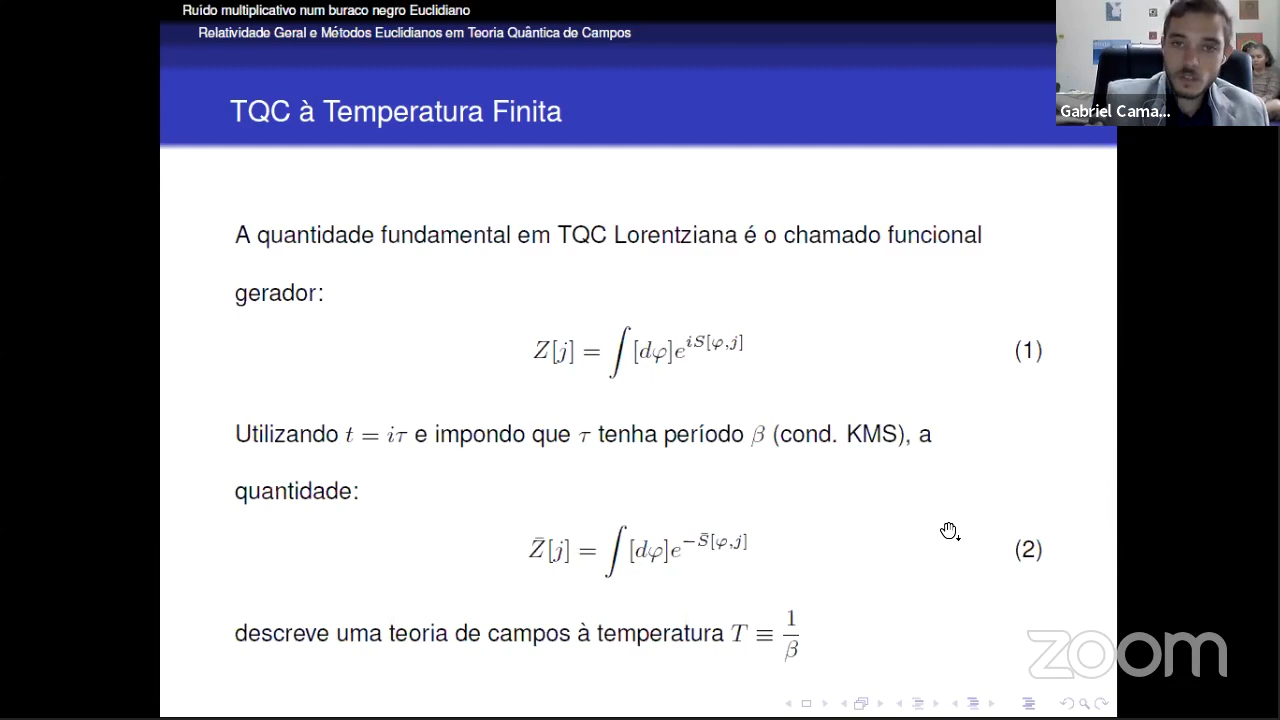 Ruído multiplicativo num buraco negro Euclidiano
Relatividade Geral e Métodos Euclidianos em Teoria Quântica de Campos
TQC à Temperatura Finita
Gabriel Cama...
A quantidade fundamental em TQC Lorentziana é o chamado funcional
gerador:
Z[j] = ∫[dφ]e^{iS[φ,j]} (1)
Utilizando t = iτ e impondo que τ tenha período β (cond. KMS), a
quantidade:
Z̄[j] = ∫[dφ]e^{−S̄[φ,j]} (2)
descreve uma teoria de campos à temperatura T ≡ 1/β
zoom